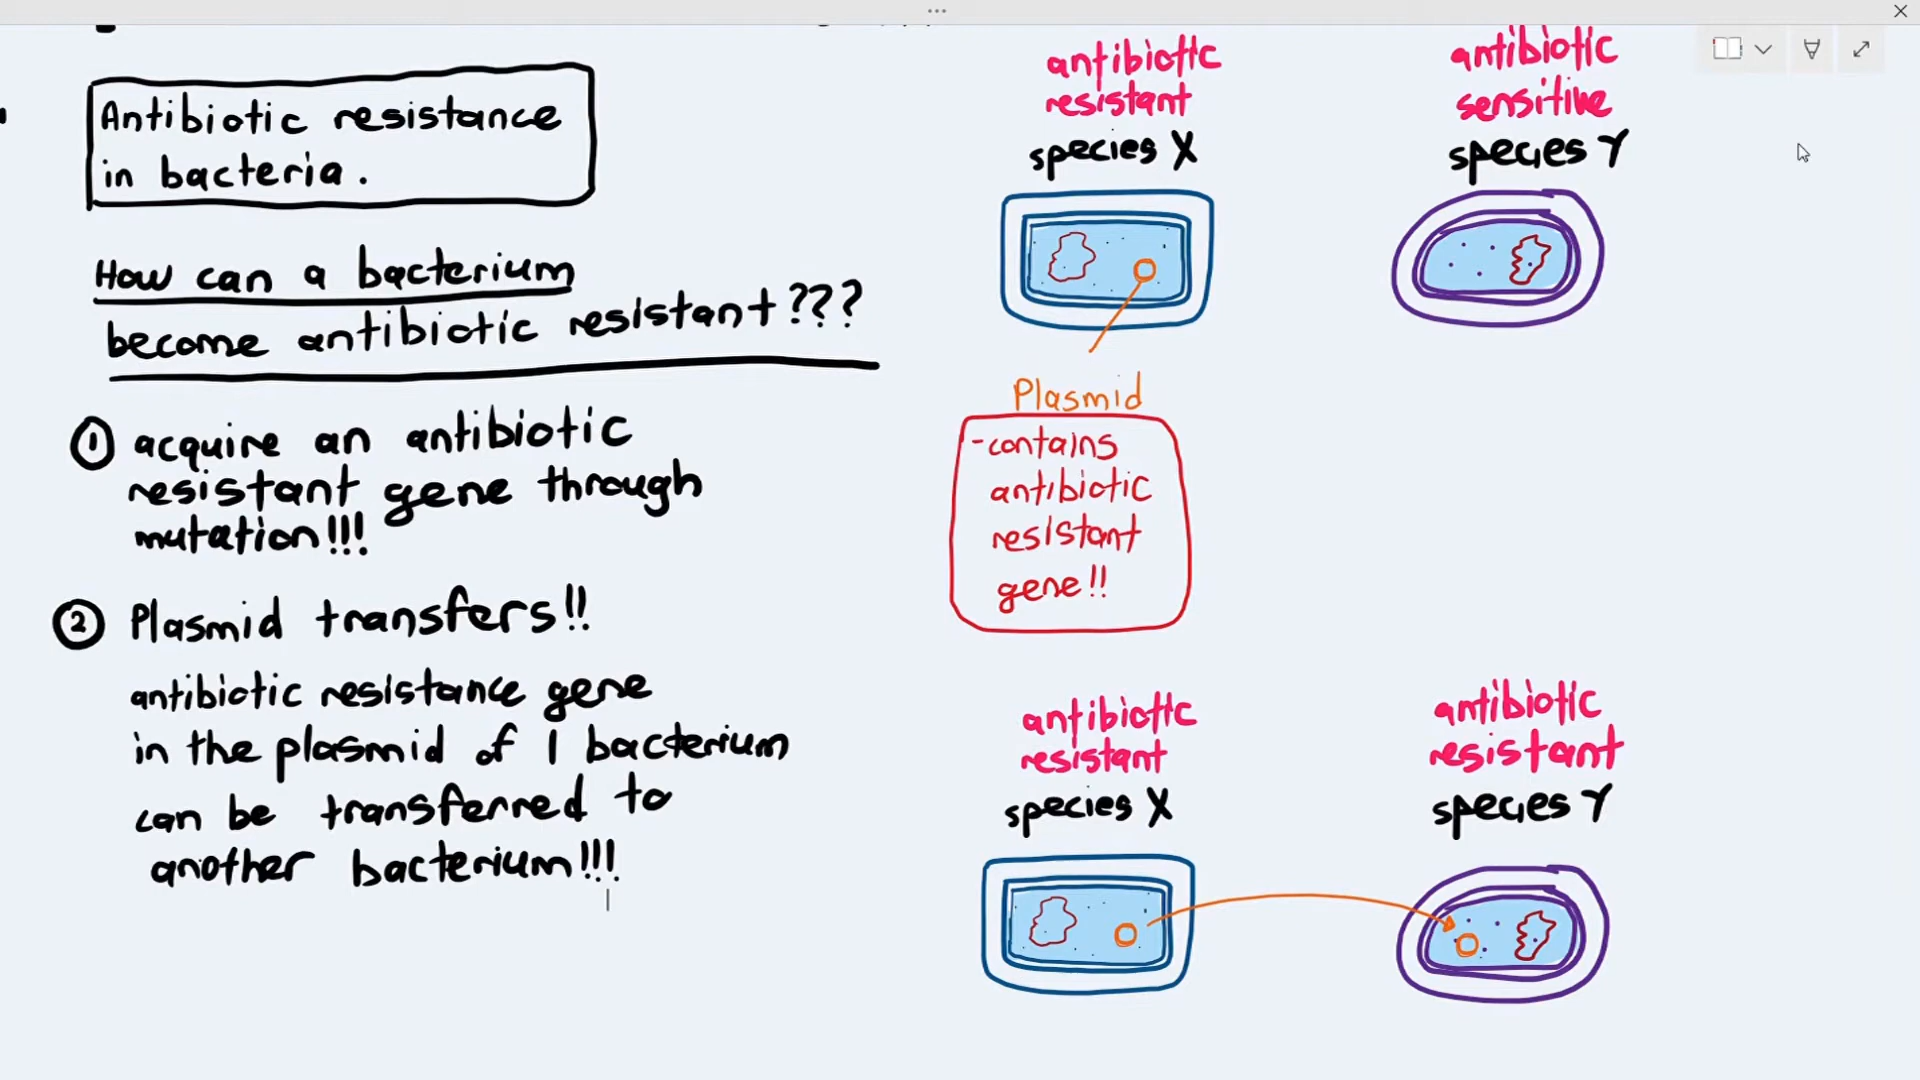 Antibiotic resistance
in bacteria.
How can a bacterium
become antibiotic resistant???
① acquire an antibiotic
resistant gene through
mutation!!!
② Plasmid transfers!!
antibiotic resistance gene
in the plasmid of 1 bacterium
can be transferred to
another bacterium!!!
antibiotic
resistant
species X
antibiotic
sensitive
species Y
Plasmid
-contains
antibiotic
resistant
gene!!
antibiotic
resistant
species X
antibiotic
resistant
species Y